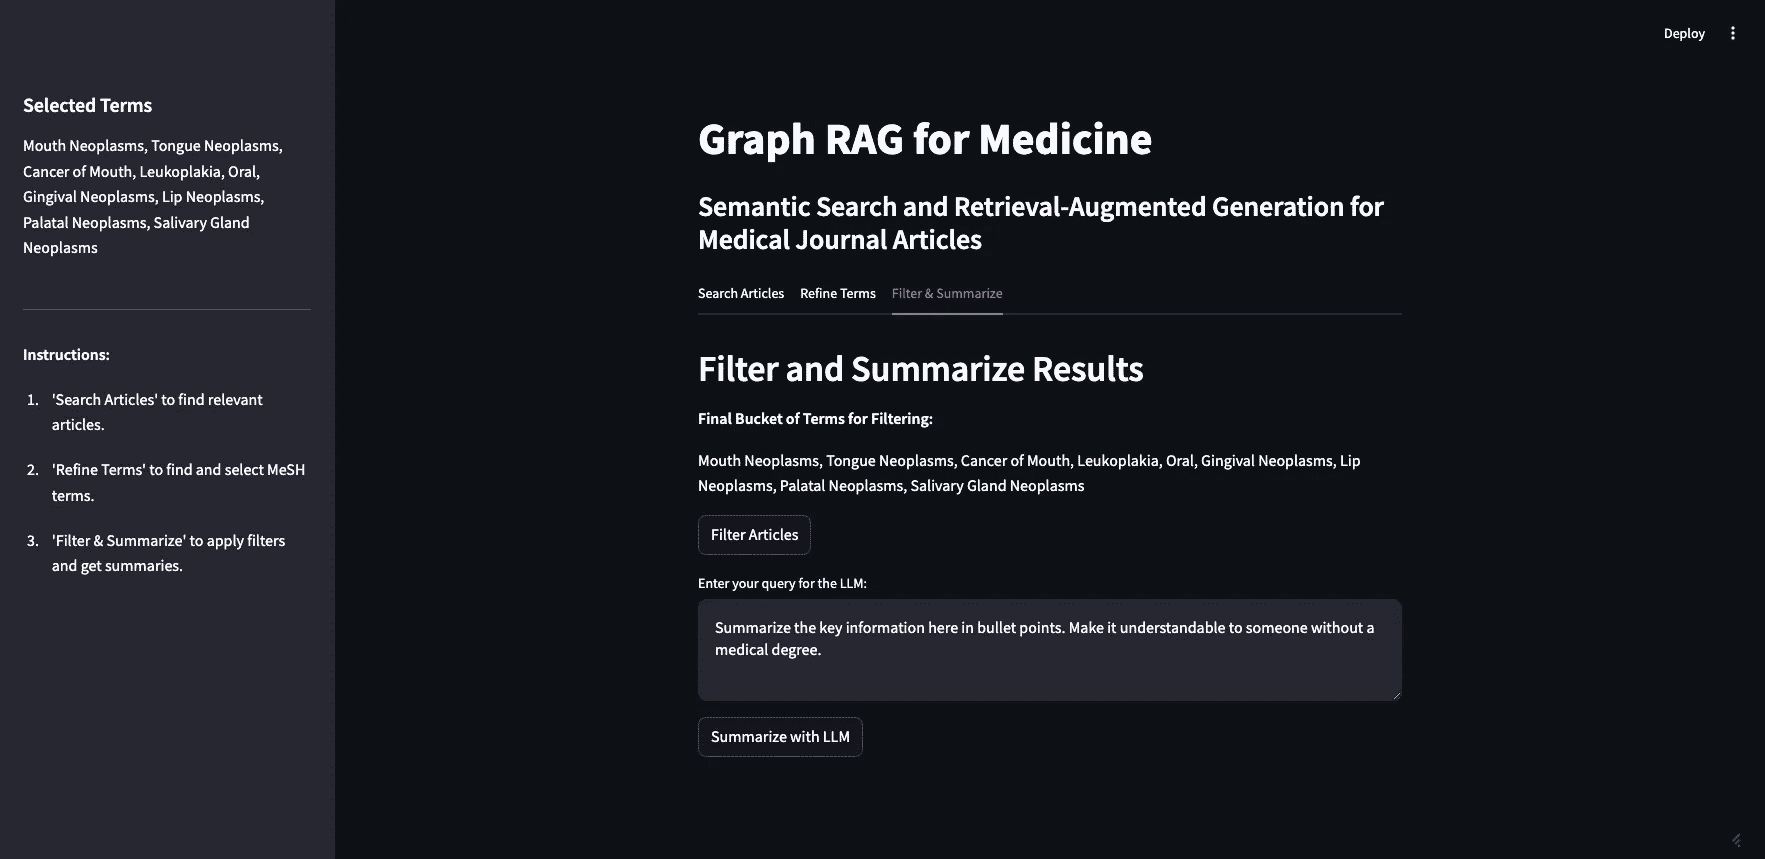 Deploy
Selected Terms
Mouth Neoplasms, Tongue Neoplasms,
Cancer of Mouth, Leukoplakia, Oral,
Gingival Neoplasms, Lip Neoplasms,
Palatal Neoplasms, Salivary Gland
Neoplasms
Instructions:
1. 'Search Articles' to find relevant
articles.
2. 'Refine Terms' to find and select MeSH
terms.
3. 'Filter & Summarize' to apply filters
and get summaries.
Graph RAG for Medicine
Semantic Search and Retrieval-Augmented Generation for
Medical Journal Articles
Search Articles Refine Terms Filter & Summarize
Filter and Summarize Results
Final Bucket of Terms for Filtering:
Mouth Neoplasms, Tongue Neoplasms, Cancer of Mouth, Leukoplakia, Oral, Gingival Neoplasms, Lip
Neoplasms, Palatal Neoplasms, Salivary Gland Neoplasms
Filter Articles
Enter your query for the LLM:
Summarize the key information here in bullet points. Make it understandable to someone without a
medical degree.
Summarize with LLM